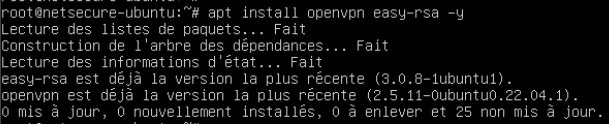 root@netsecure-ubuntu:~# apt install openvpn easy-rsa -y
Lecture des listes de paquets... Fait
Construction de l'arbre des dépendances... Fait
Lecture des informations d'état... Fait
easy-rsa est déjà la version la plus récente (3.0.8-1ubuntu1).
openvpn est déjà la version la plus récente (2.5.11-0ubuntu0.22.04.1).
0 mis à jour, 0 nouvellement installés, 0 à enlever et 25 non mis à jour.